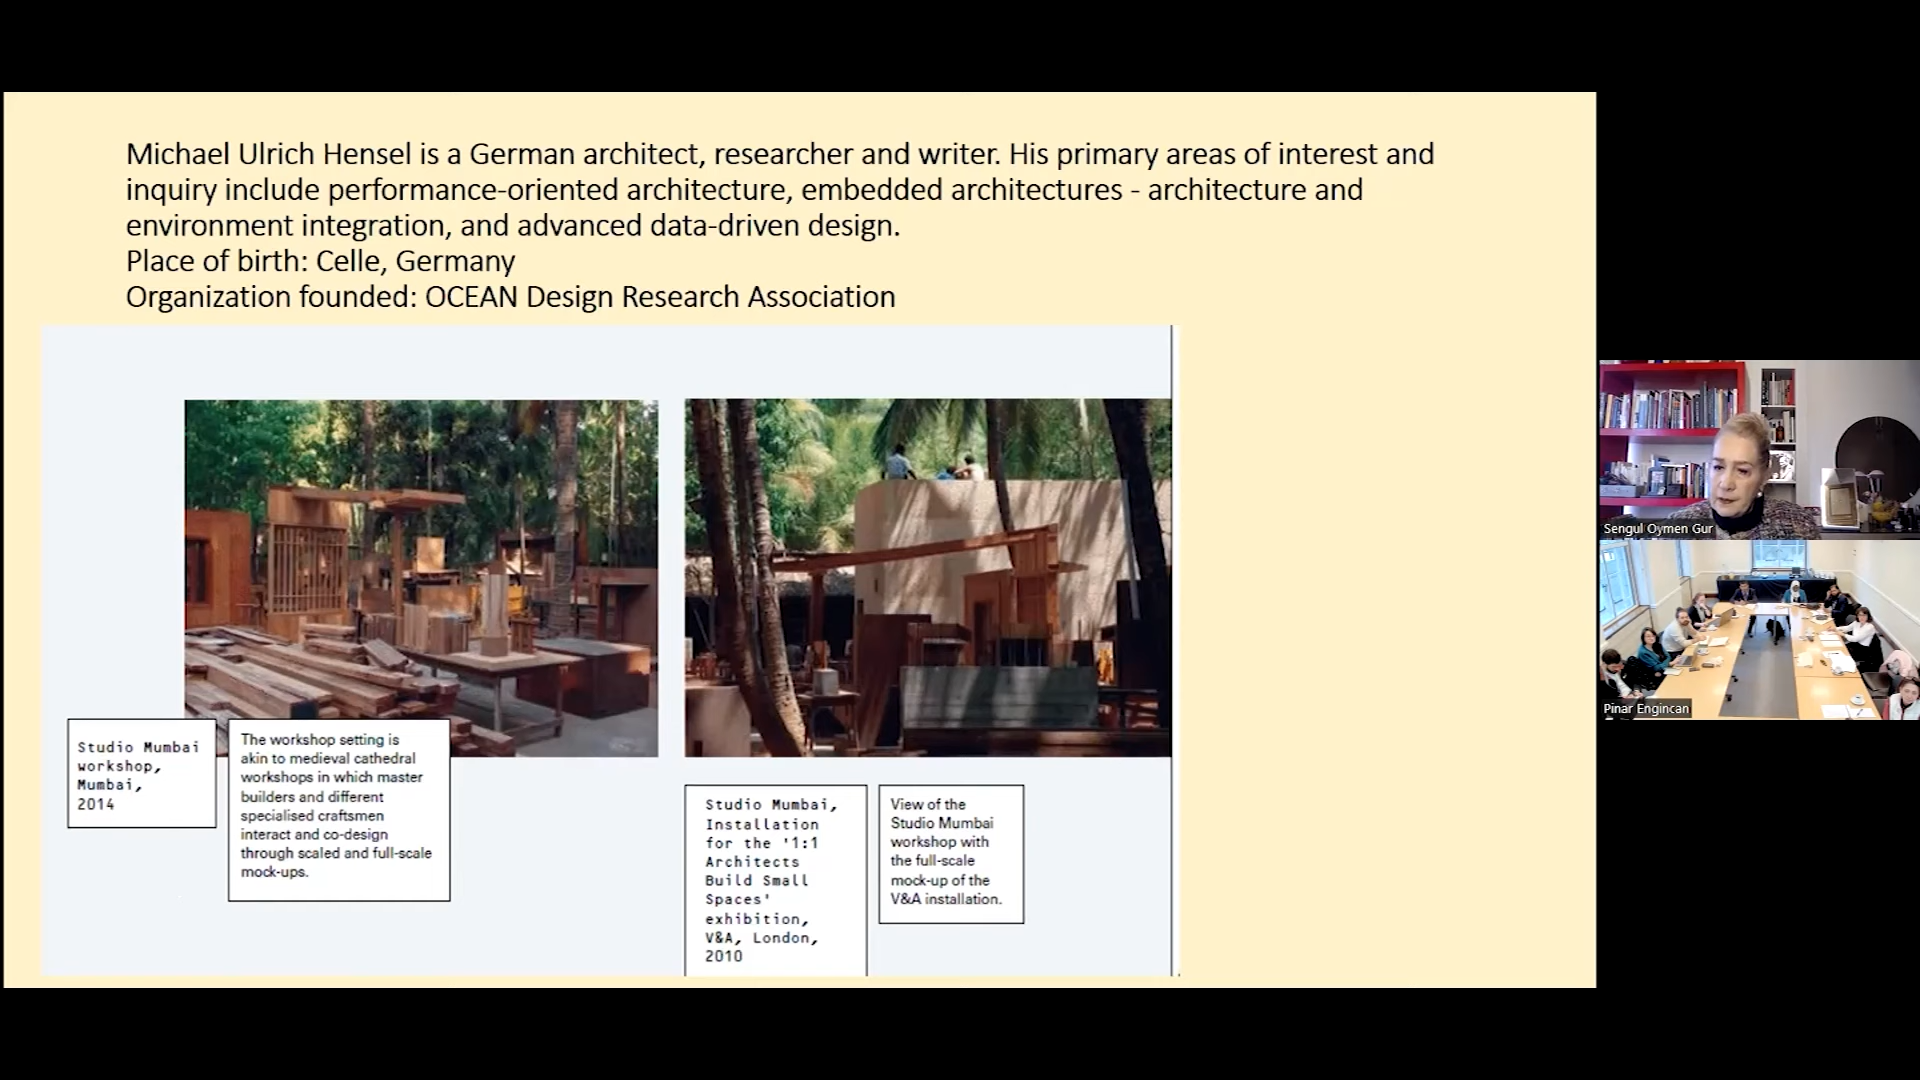 Michael Ulrich Hensel is a German architect, researcher and writer. His primary areas of interest and
inquiry include performance-oriented architecture, embedded architectures - architecture and
environment integration, and advanced data-driven design.
Place of birth: Celle, Germany
Organization founded: OCEAN Design Research Association
Studio Mumbai
workshop,
Mumbai,
2014
The workshop setting is
akin to medieval cathedral
workshops in which master
builders and different
specialised craftsmen
interact and co-design
through scaled and full-scale
mock-ups.
Studio Mumbai,
Installation
for the '1:1
Architects
Build Small
Spaces'
exhibition,
V&A, London,
2010
View of the
Studio Mumbai
workshop with
the full-scale
mock-up of the
V&A installation.
Sengul Oymen Gur
Pinar Engincan